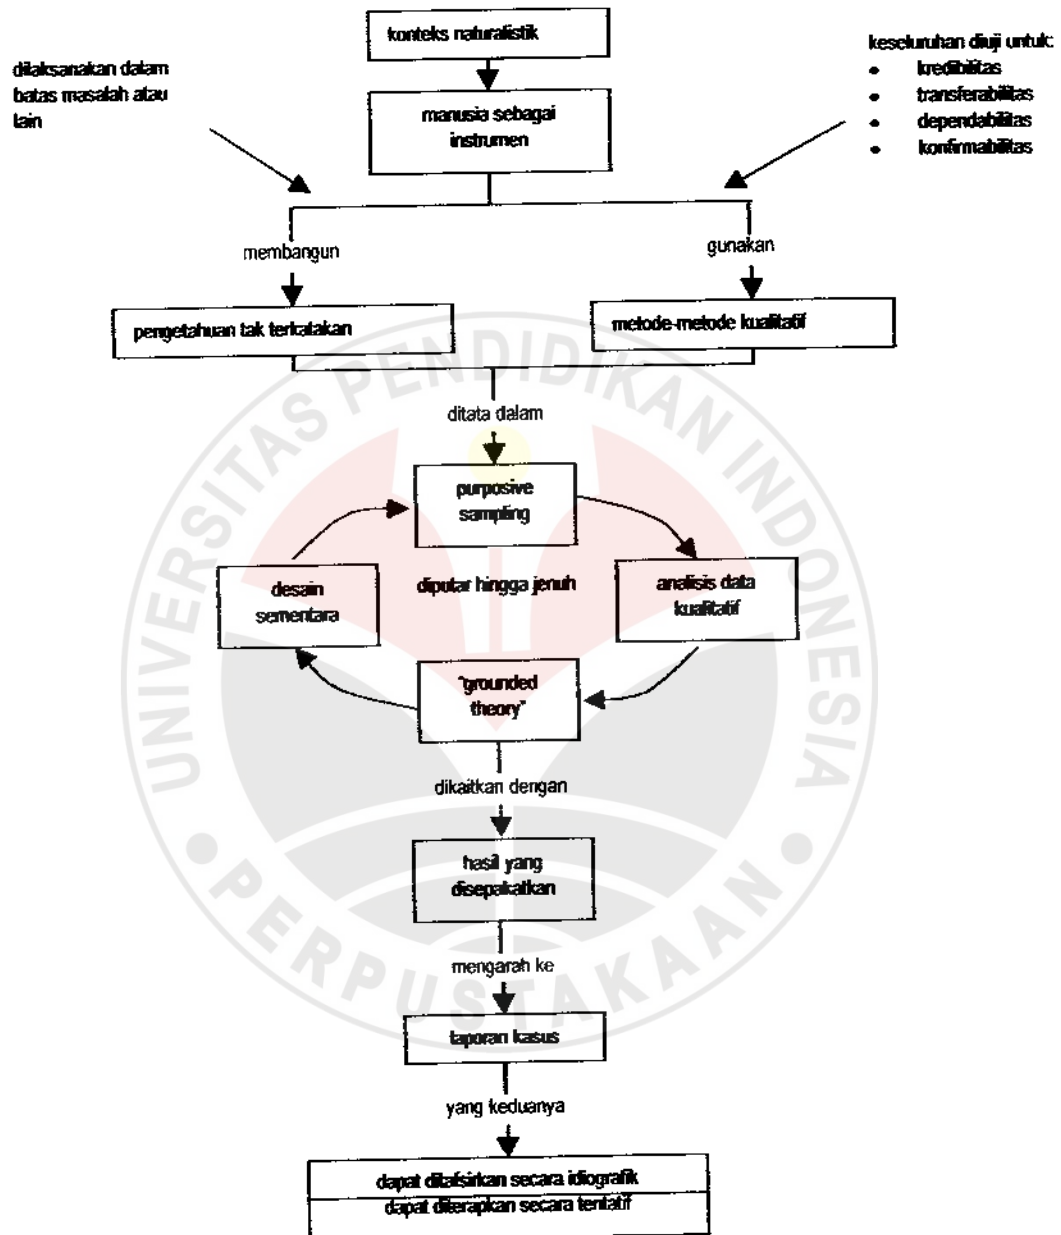 konteks naturalistik
dilaksanakan dalam
batas masalah atau
lain
keseluruhan diuji untuk:
• kredibilitas
• transferabilitas
• dependabilitas
• konfirmabilitas
manusia sebagai
instrumen
membangun
gunakan
pengetahuan tak terkatakan
metode-metode kualitatif
ditata dalam
purposive
sampling
desain
sementara
diputar hingga jenuh
analisis data
kualitatif
"grounded
theory"
dikaitkan dengan
hasil yang
disepakatkan
mengarah ke
laporan kasus
yang keduanya
dapat ditafsirkan secara idiografik
dapat diterapkan secara tentatif
UNIVERSITAS PENDIDIKAN INDONESIA
PERPUSTAKAAN